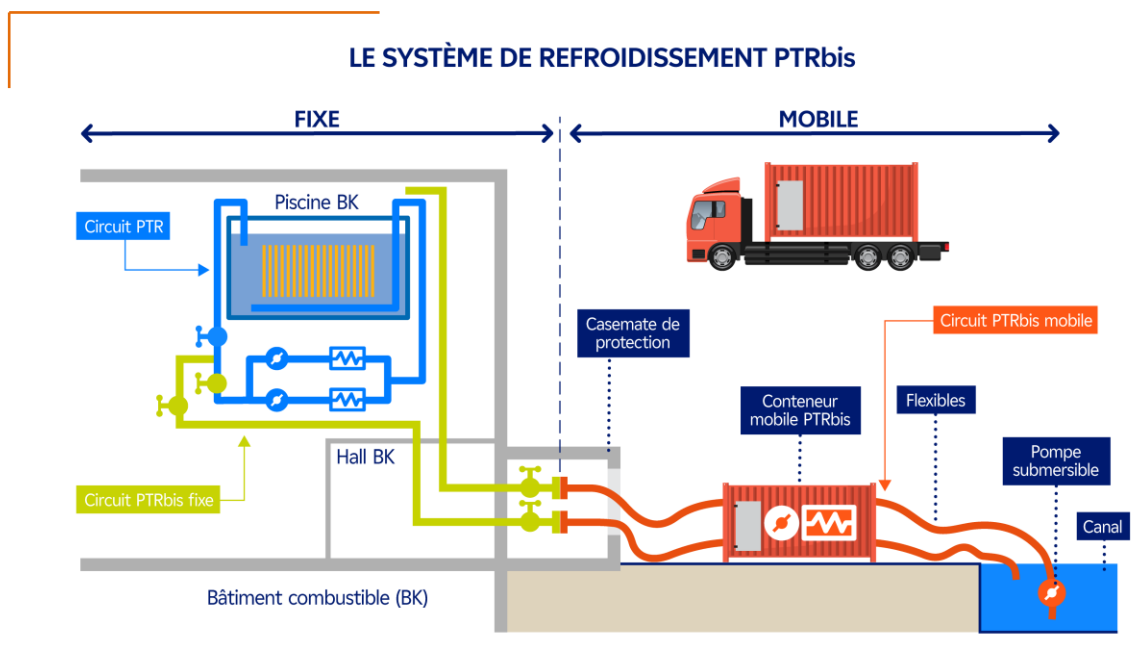 LE SYSTÈME DE REFROIDISSEMENT PTRbis
FIXE
MOBILE
Piscine BK
Circuit PTR
Casemate de
protection
Circuit PTRbis mobile
Conteneur
mobile PTRbis
Flexibles
Hall BK
Pompe
submersible
Circuit PTRbis fixe
Canal
Bâtiment combustible (BK)